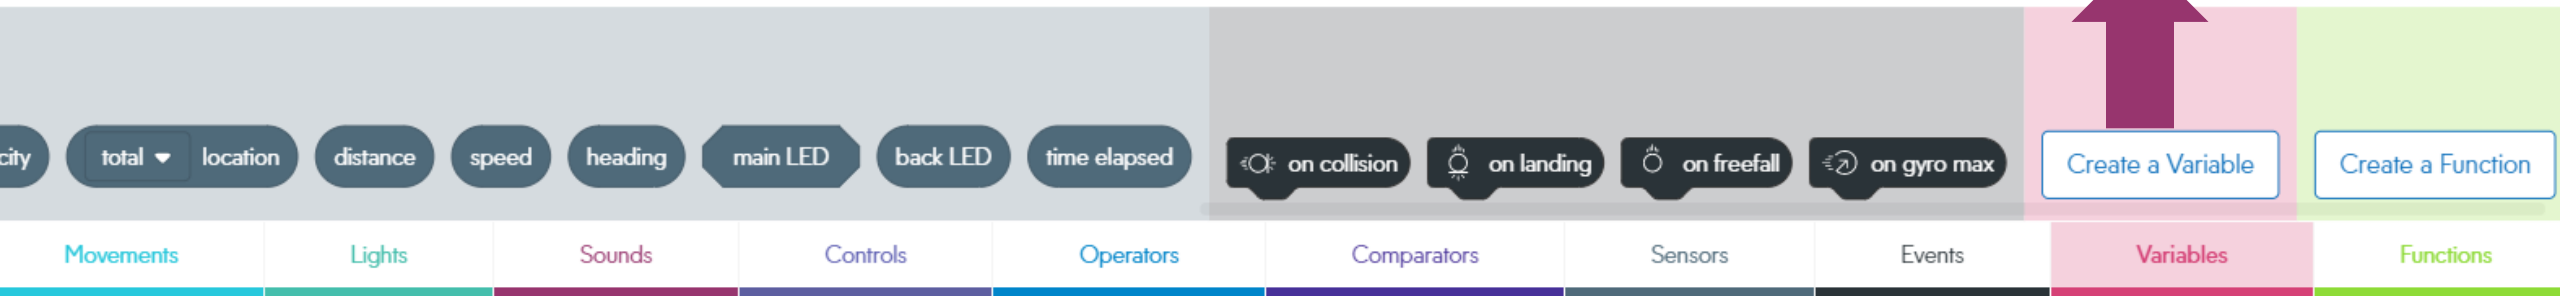 city total location distance speed heading main LED back LED time elapsed on collision on landing on freefall on gyro max Create a Variable Create a Function
Movements Lights Sounds Controls Operators Comparators Sensors Events Variables Functions